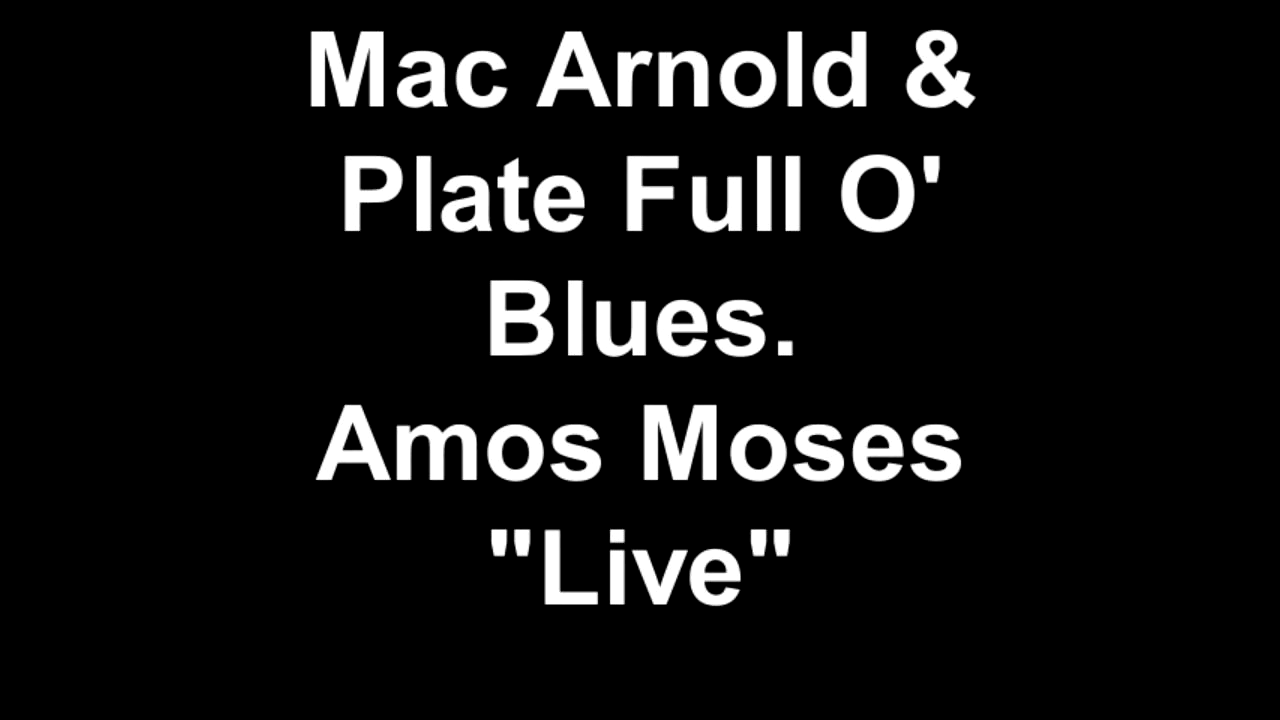 Mac Arnold &
Plate Full O'
Blues.
Amos Moses
"Live"